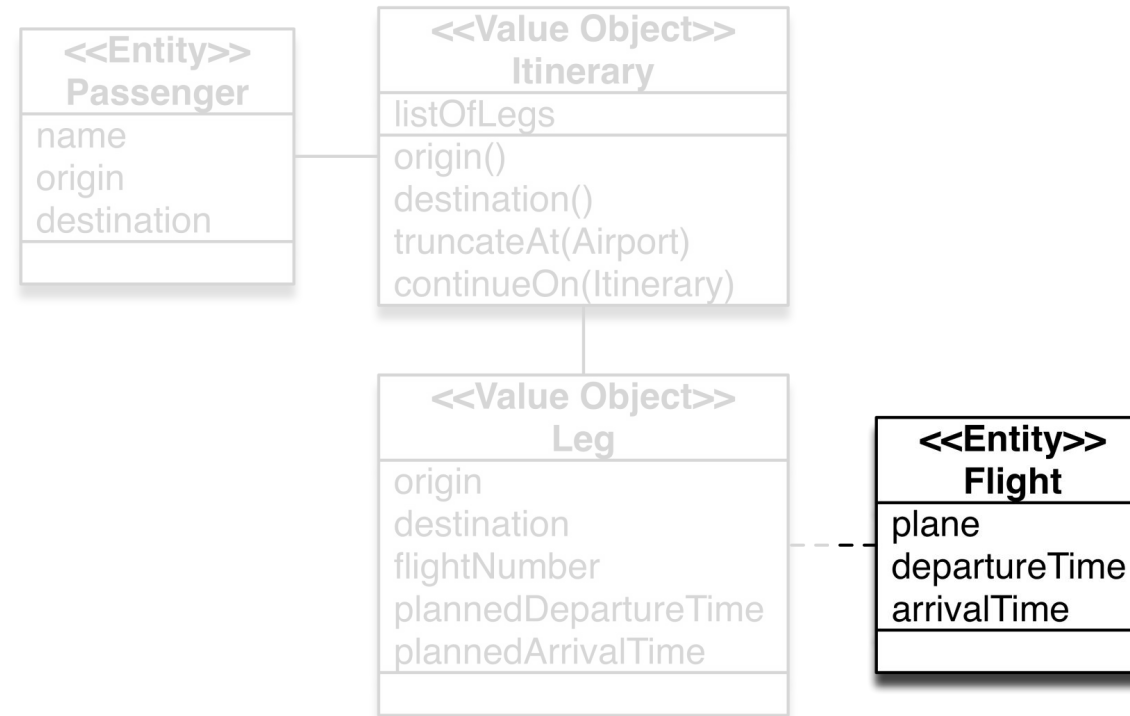 <<Entity>>
Passenger
name
origin
destination
<<Value Object>>
Itinerary
listOfLegs
origin()
destination()
truncateAt(Airport)
continueOn(Itinerary)
<<Value Object>>
Leg
origin
destination
flightNumber
plannedDepartureTime
plannedArrivalTime
<<Entity>>
Flight
plane
departureTime
arrivalTime